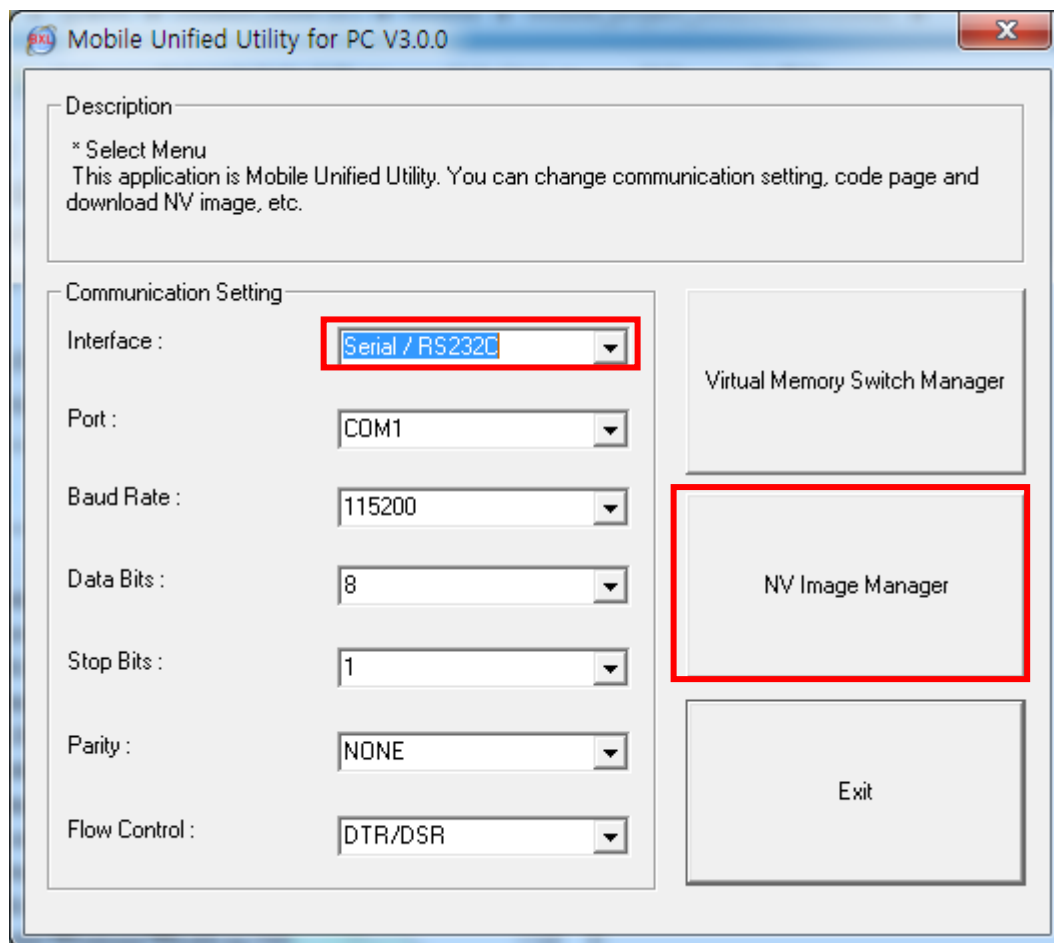 BXL Mobile Unified Utility for PC V3.0.0
X
Description
* Select Menu
This application is Mobile Unified Utility. You can change communication setting, code page and
download NV image, etc.
Communication Setting
Interface : Serial / RS232C
Port : COM1
Baud Rate : 115200
Data Bits : 8
Stop Bits : 1
Parity : NONE
Flow Control : DTR/DSR
Virtual Memory Switch Manager
NV Image Manager
Exit